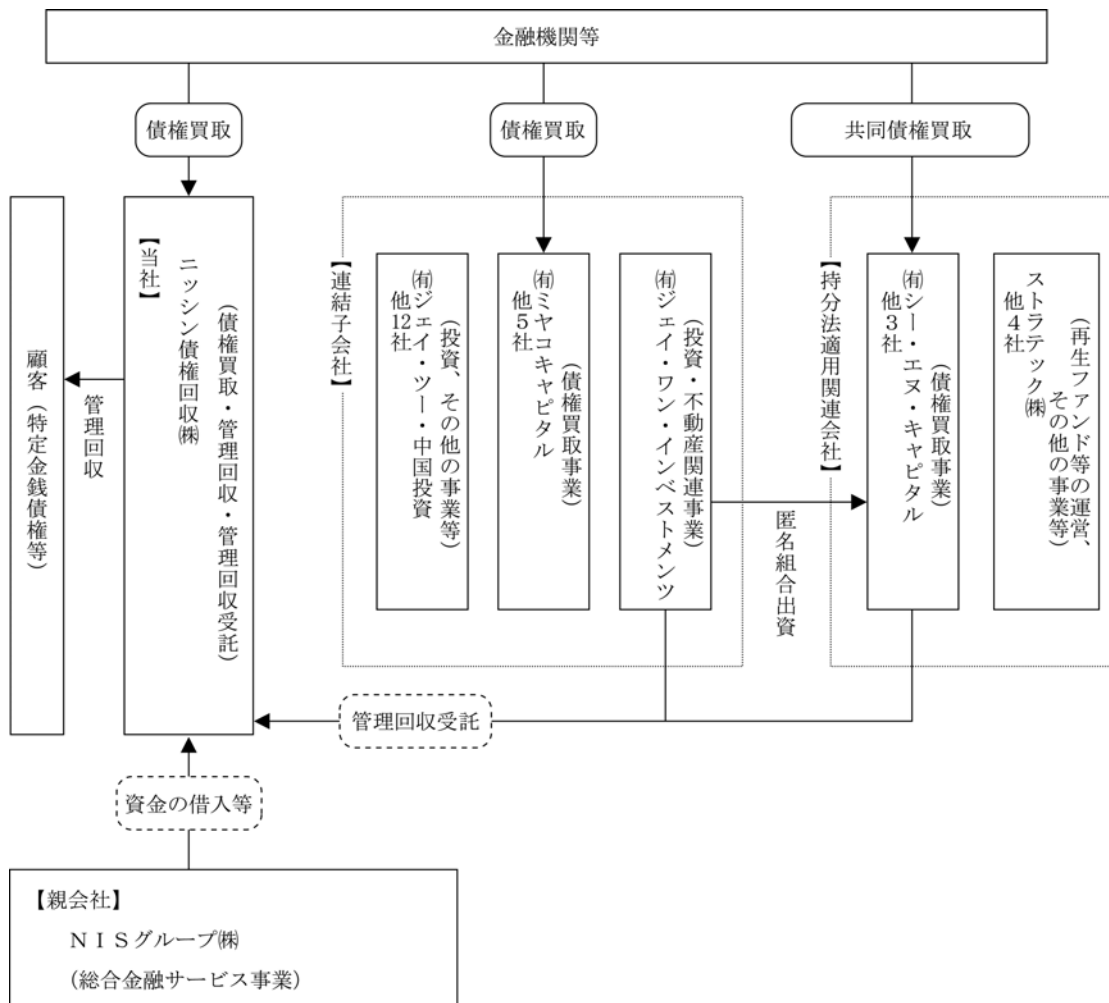 金融機関等
債権買取
債権買取
共同債権買取
顧客（特定金銭債権等）
管理回収
【当社】
ニッシン債権回収㈱
（債権買取・管理回収・管理回収受託）
【連結子会社】
㈲ジェイ・ツー・中国投資
他12社
（投資、その他の事業等）
㈲ミヤコキャピタル
他5社
（債権買取事業）
㈲ジェイ・ワン・インベストメンツ
（投資・不動産関連事業）
匿名組合出資
【持分法適用関連会社】
㈲シー・エヌ・キャピタル
他3社
（債権買取事業）
ストラテック㈱
他4社
（再生ファンド等の運営、
その他の事業等）
管理回収受託
資金の借入等
【親会社】
ＮＩＳグループ㈱
(総合金融サービス事業)